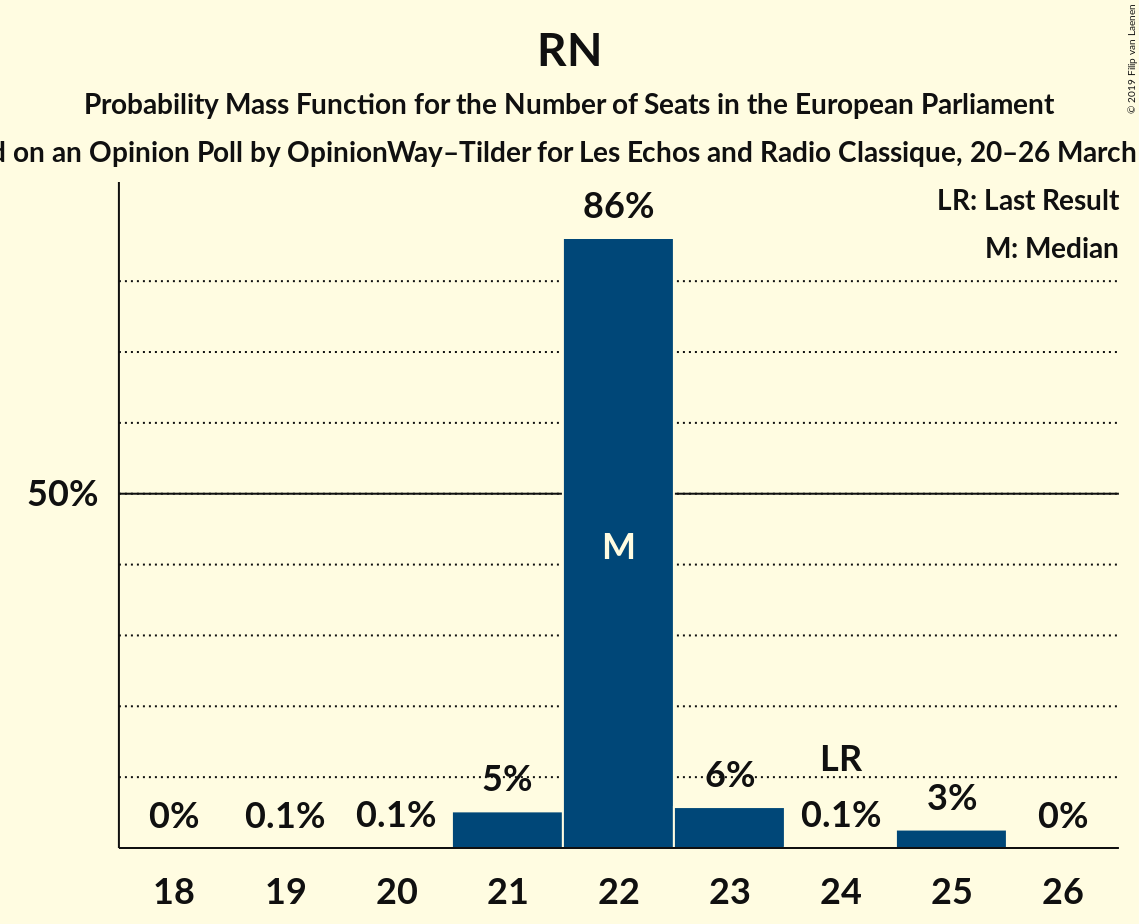 RN
Probability Mass Function for the Number of Seats in the European Parliament
on an Opinion Poll by OpinionWay–Tilder for Les Echos and Radio Classique, 20–26 March
© 2019 Filip van Laenen
LR: Last Result
M: Median
86%
50%
M
LR
5%
6%
3%
0%
0.1%
0.1%
0.1%
0%
18
19
20
21
22
23
24
25
26